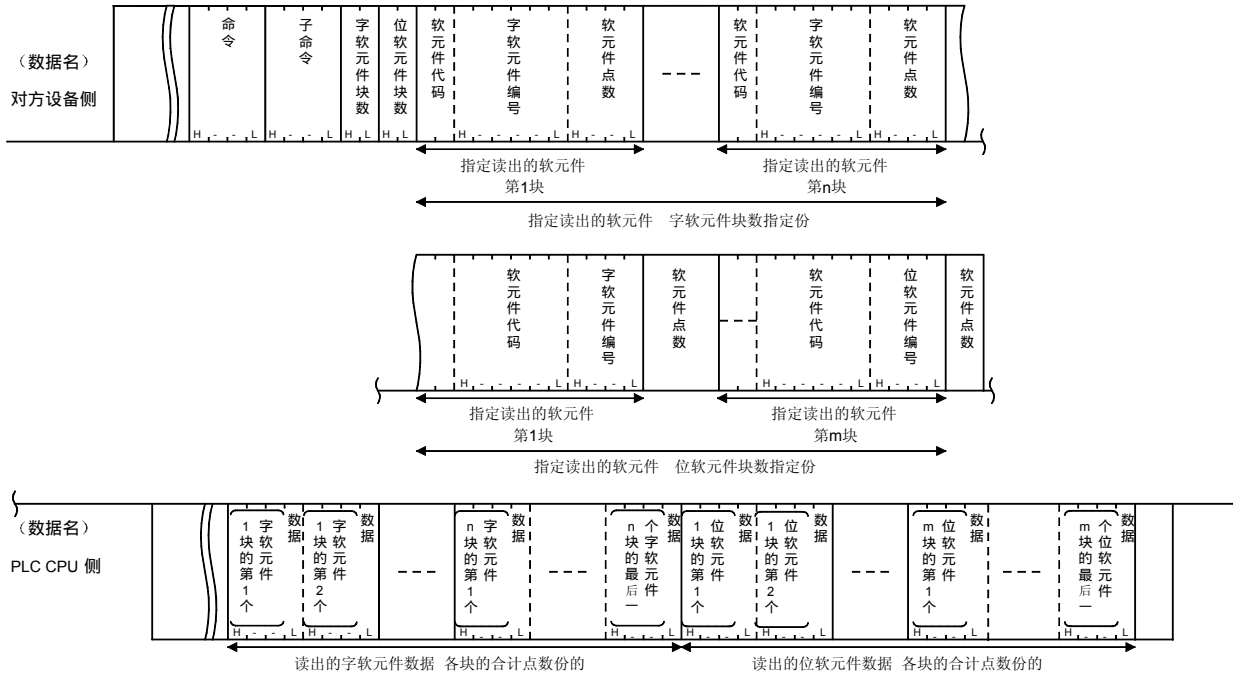 (数据名)
对方设备侧
命令
子命令
字软元件块数
位软元件块数
软元件代码
字软元件编号
软元件点数
软元件代码
字软元件编号
软元件点数
H - - L
H - - L
H L
H L
H - - - - L
H - - L
H - - - - L
H - - L
指定读出的软元件
第1块
指定读出的软元件
第n块
指定读出的软元件 字软元件块数指定份
软元件代码
字软元件编号
软元件点数
软元件代码
位软元件编号
软元件点数
H - - - - L
H - - L
H - - - - L
H - - L
指定读出的软元件
第1块
指定读出的软元件
第m块
指定读出的软元件 位软元件块数指定份
(数据名)
PLC CPU 侧
字软元件
1块的第1个
数据
字软元件
1块的第2个
数据
字软元件
n块的第1个
数据
个字软元件
n块的最后一
数据
位软元件
1块的第1个
数据
位软元件
1块的第2个
数据
位软元件
m块的第1个
数据
个位软元件
m块的最后一
数据
H - - L
H - - L
H - - L
H - - L
H - - L
H - - L
H - - L
H - - L
读出的字软元件数据 各块的合计点数份的
读出的位软元件数据 各块的合计点数份的